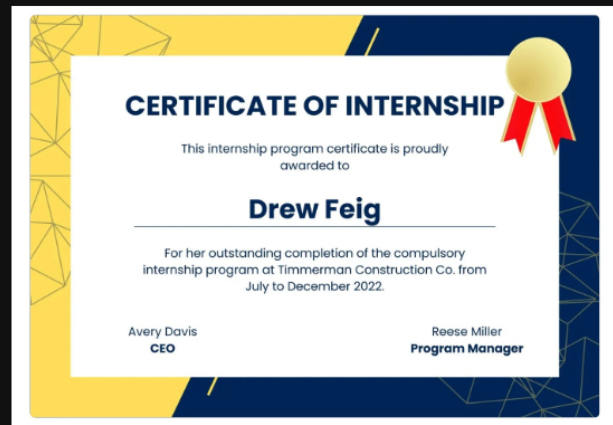 CERTIFICATE OF INTERNSHIP
This internship program certificate is proudly
awarded to
Drew Feig
For her outstanding completion of the compulsory
internship program at Timmerman Construction Co. from
July to December 2022.
Avery Davis
CEO
Reese Miller
Program Manager